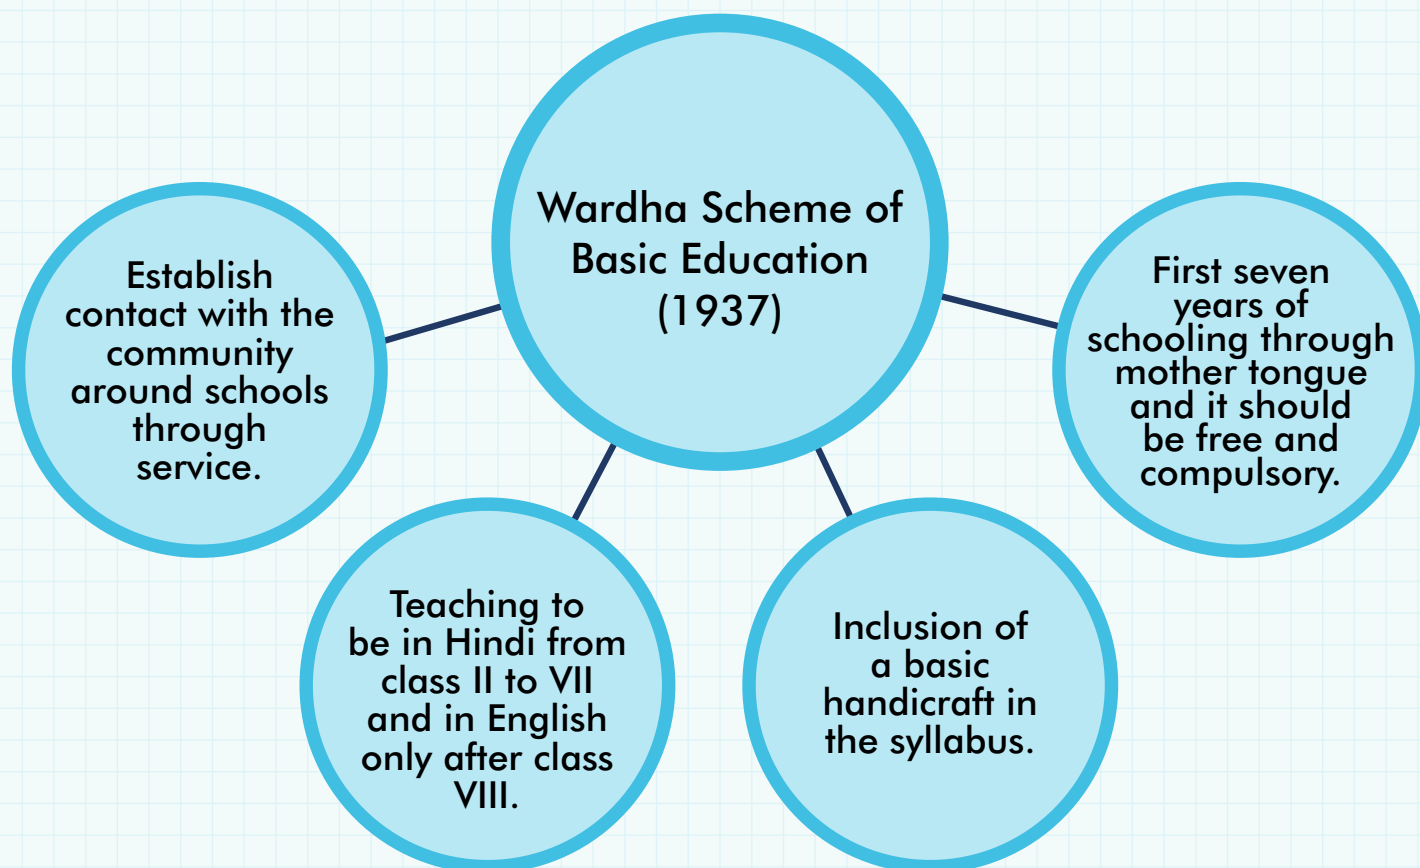 Wardha Scheme of
Basic Education
(1937)
Establish
contact with the
community
around schools
through
service.
Teaching to
be in Hindi from
class II to VII
and in English
only after class
VIII.
Inclusion of
a basic
handicraft in
the syllabus.
First seven
years of
schooling through
mother tongue
and it should
be free and
compulsory.